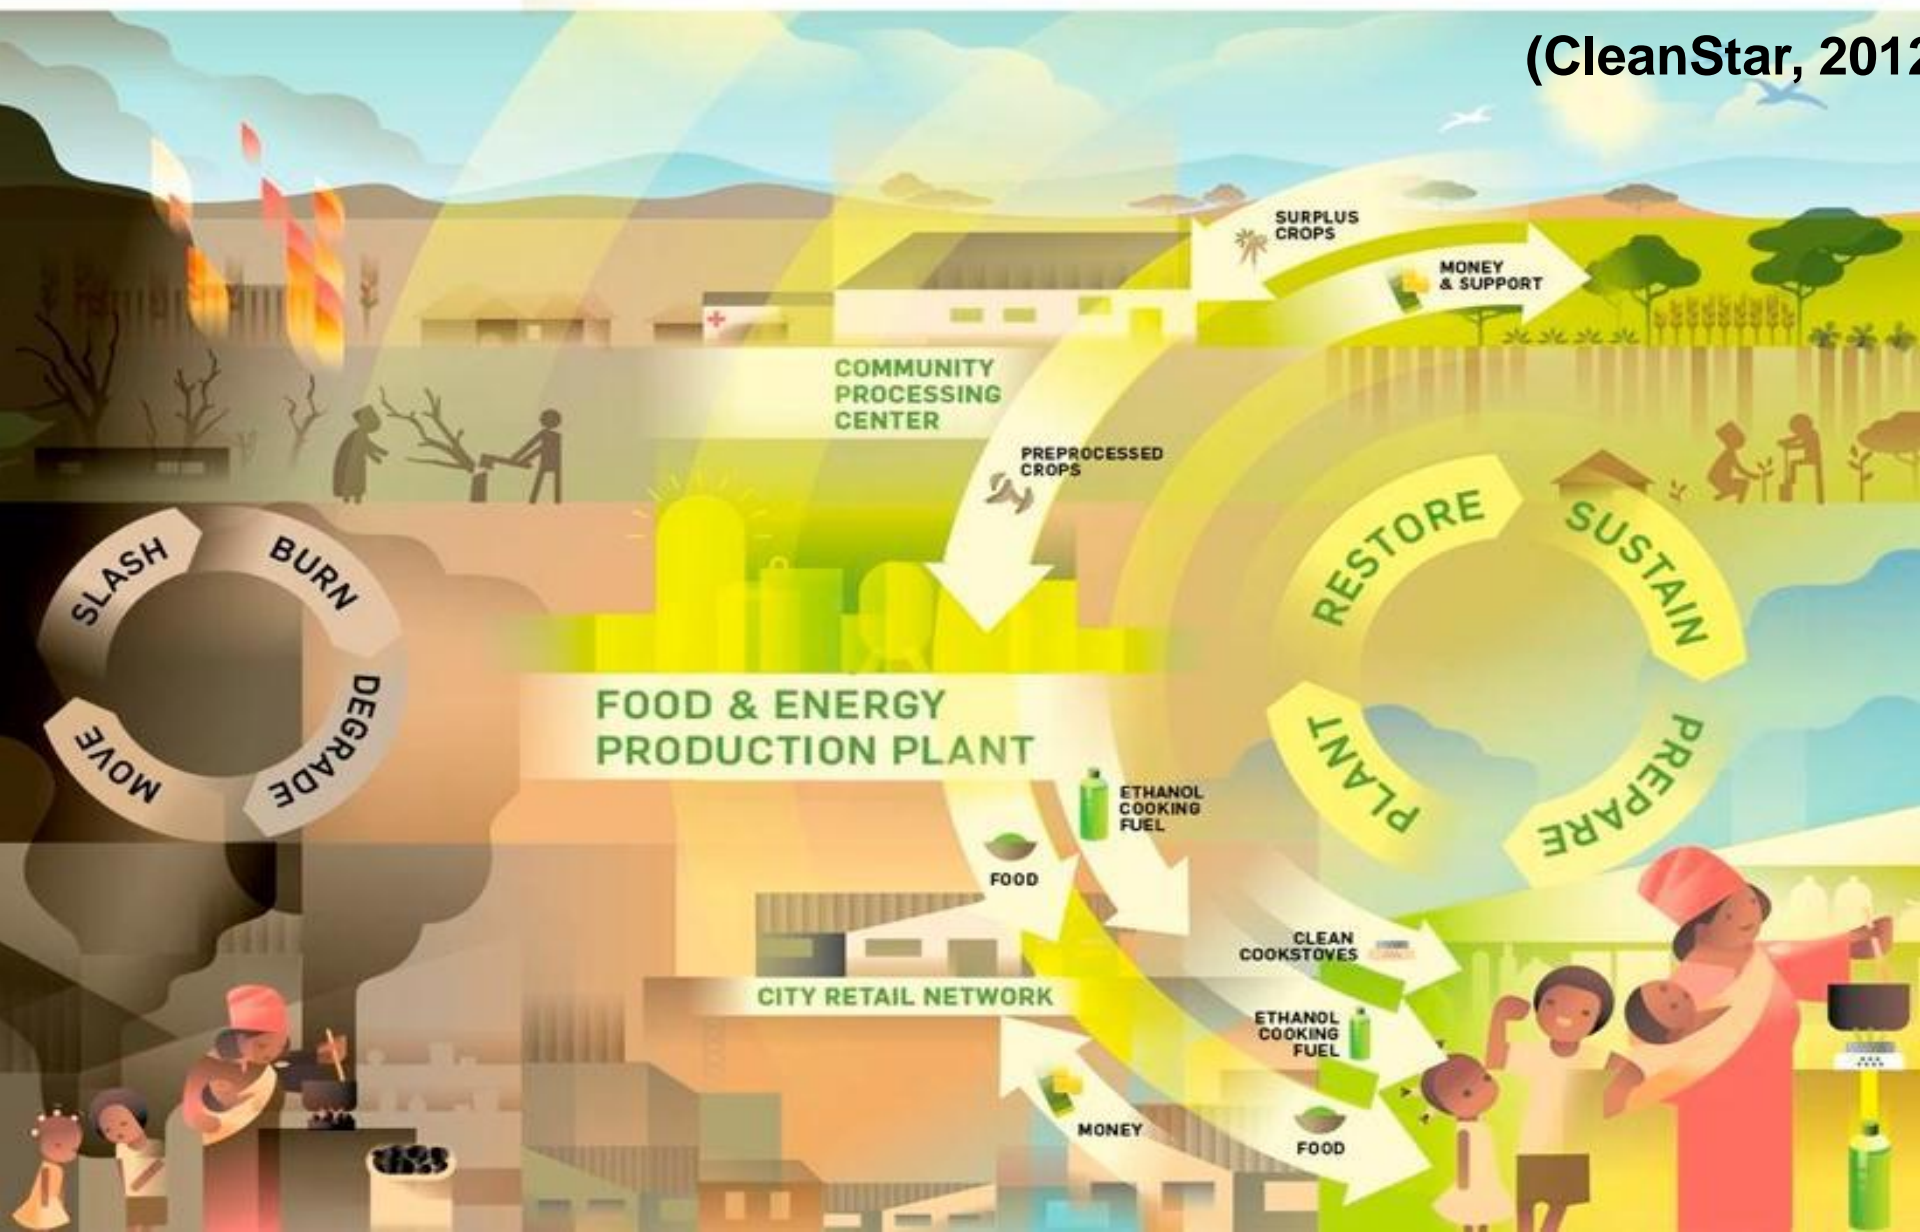 (CleanStar, 2012
SURPLUS
CROPS
MONEY
& SUPPORT
COMMUNITY
PROCESSING
CENTER
PREPROCESSED
CROPS
SLASH
BURN
DEGRADE
MOVE
RESTORE
SUSTAIN
PREPARE
PLANT
FOOD & ENERGY
PRODUCTION PLANT
ETHANOL
COOKING
FUEL
FOOD
CLEAN
COOKSTOVES
CITY RETAIL NETWORK
ETHANOL
COOKING
FUEL
MONEY
FOOD